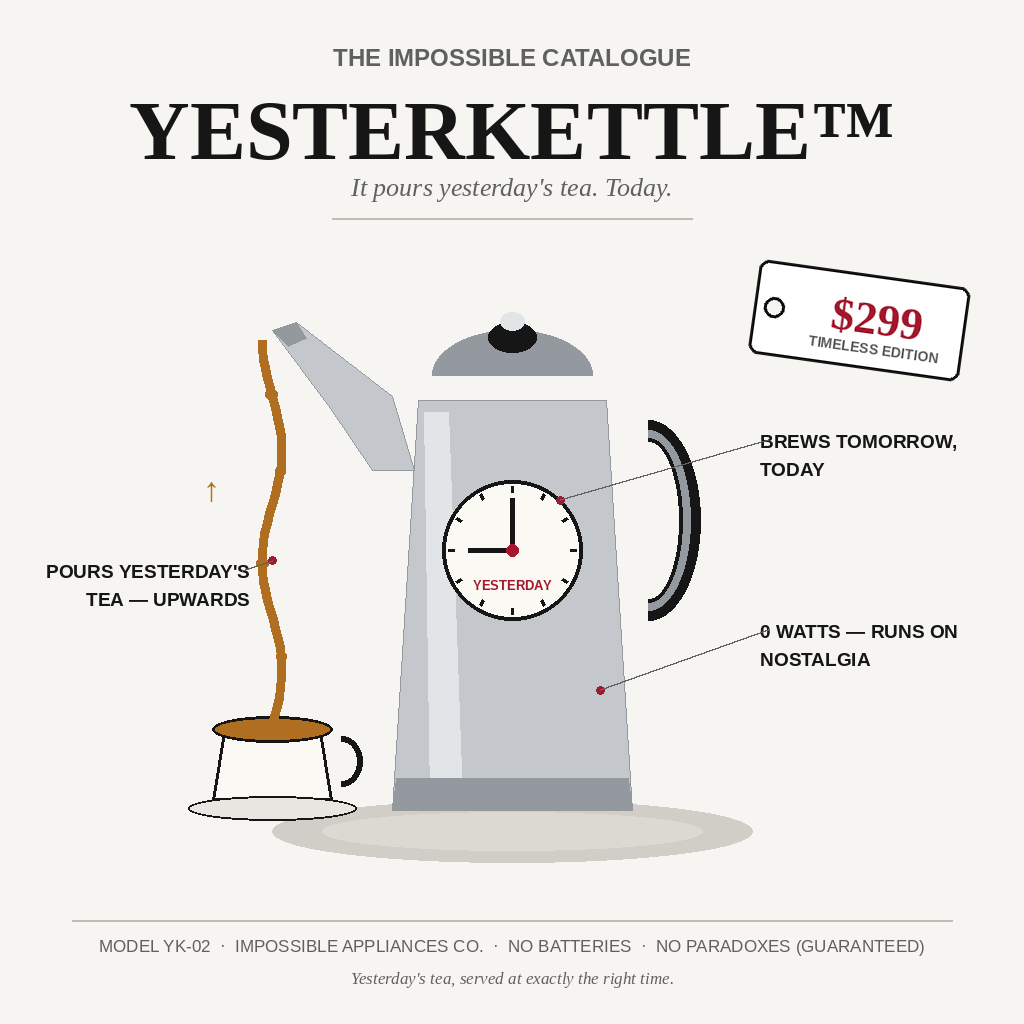 THE IMPOSSIBLE CATALOGUE
YESTERKETTLE™
It pours yesterday's tea. Today.
$299
TIMELESS EDITION
BREWS TOMORROW,
TODAY
↑
POURS YESTERDAY'S
TEA — UPWARDS
YESTERDAY
0 WATTS — RUNS ON
NOSTALGIA
MODEL YK-02 · IMPOSSIBLE APPLIANCES CO. · NO BATTERIES · NO PARADOXES (GUARANTEED)
Yesterday's tea, served at exactly the right time.